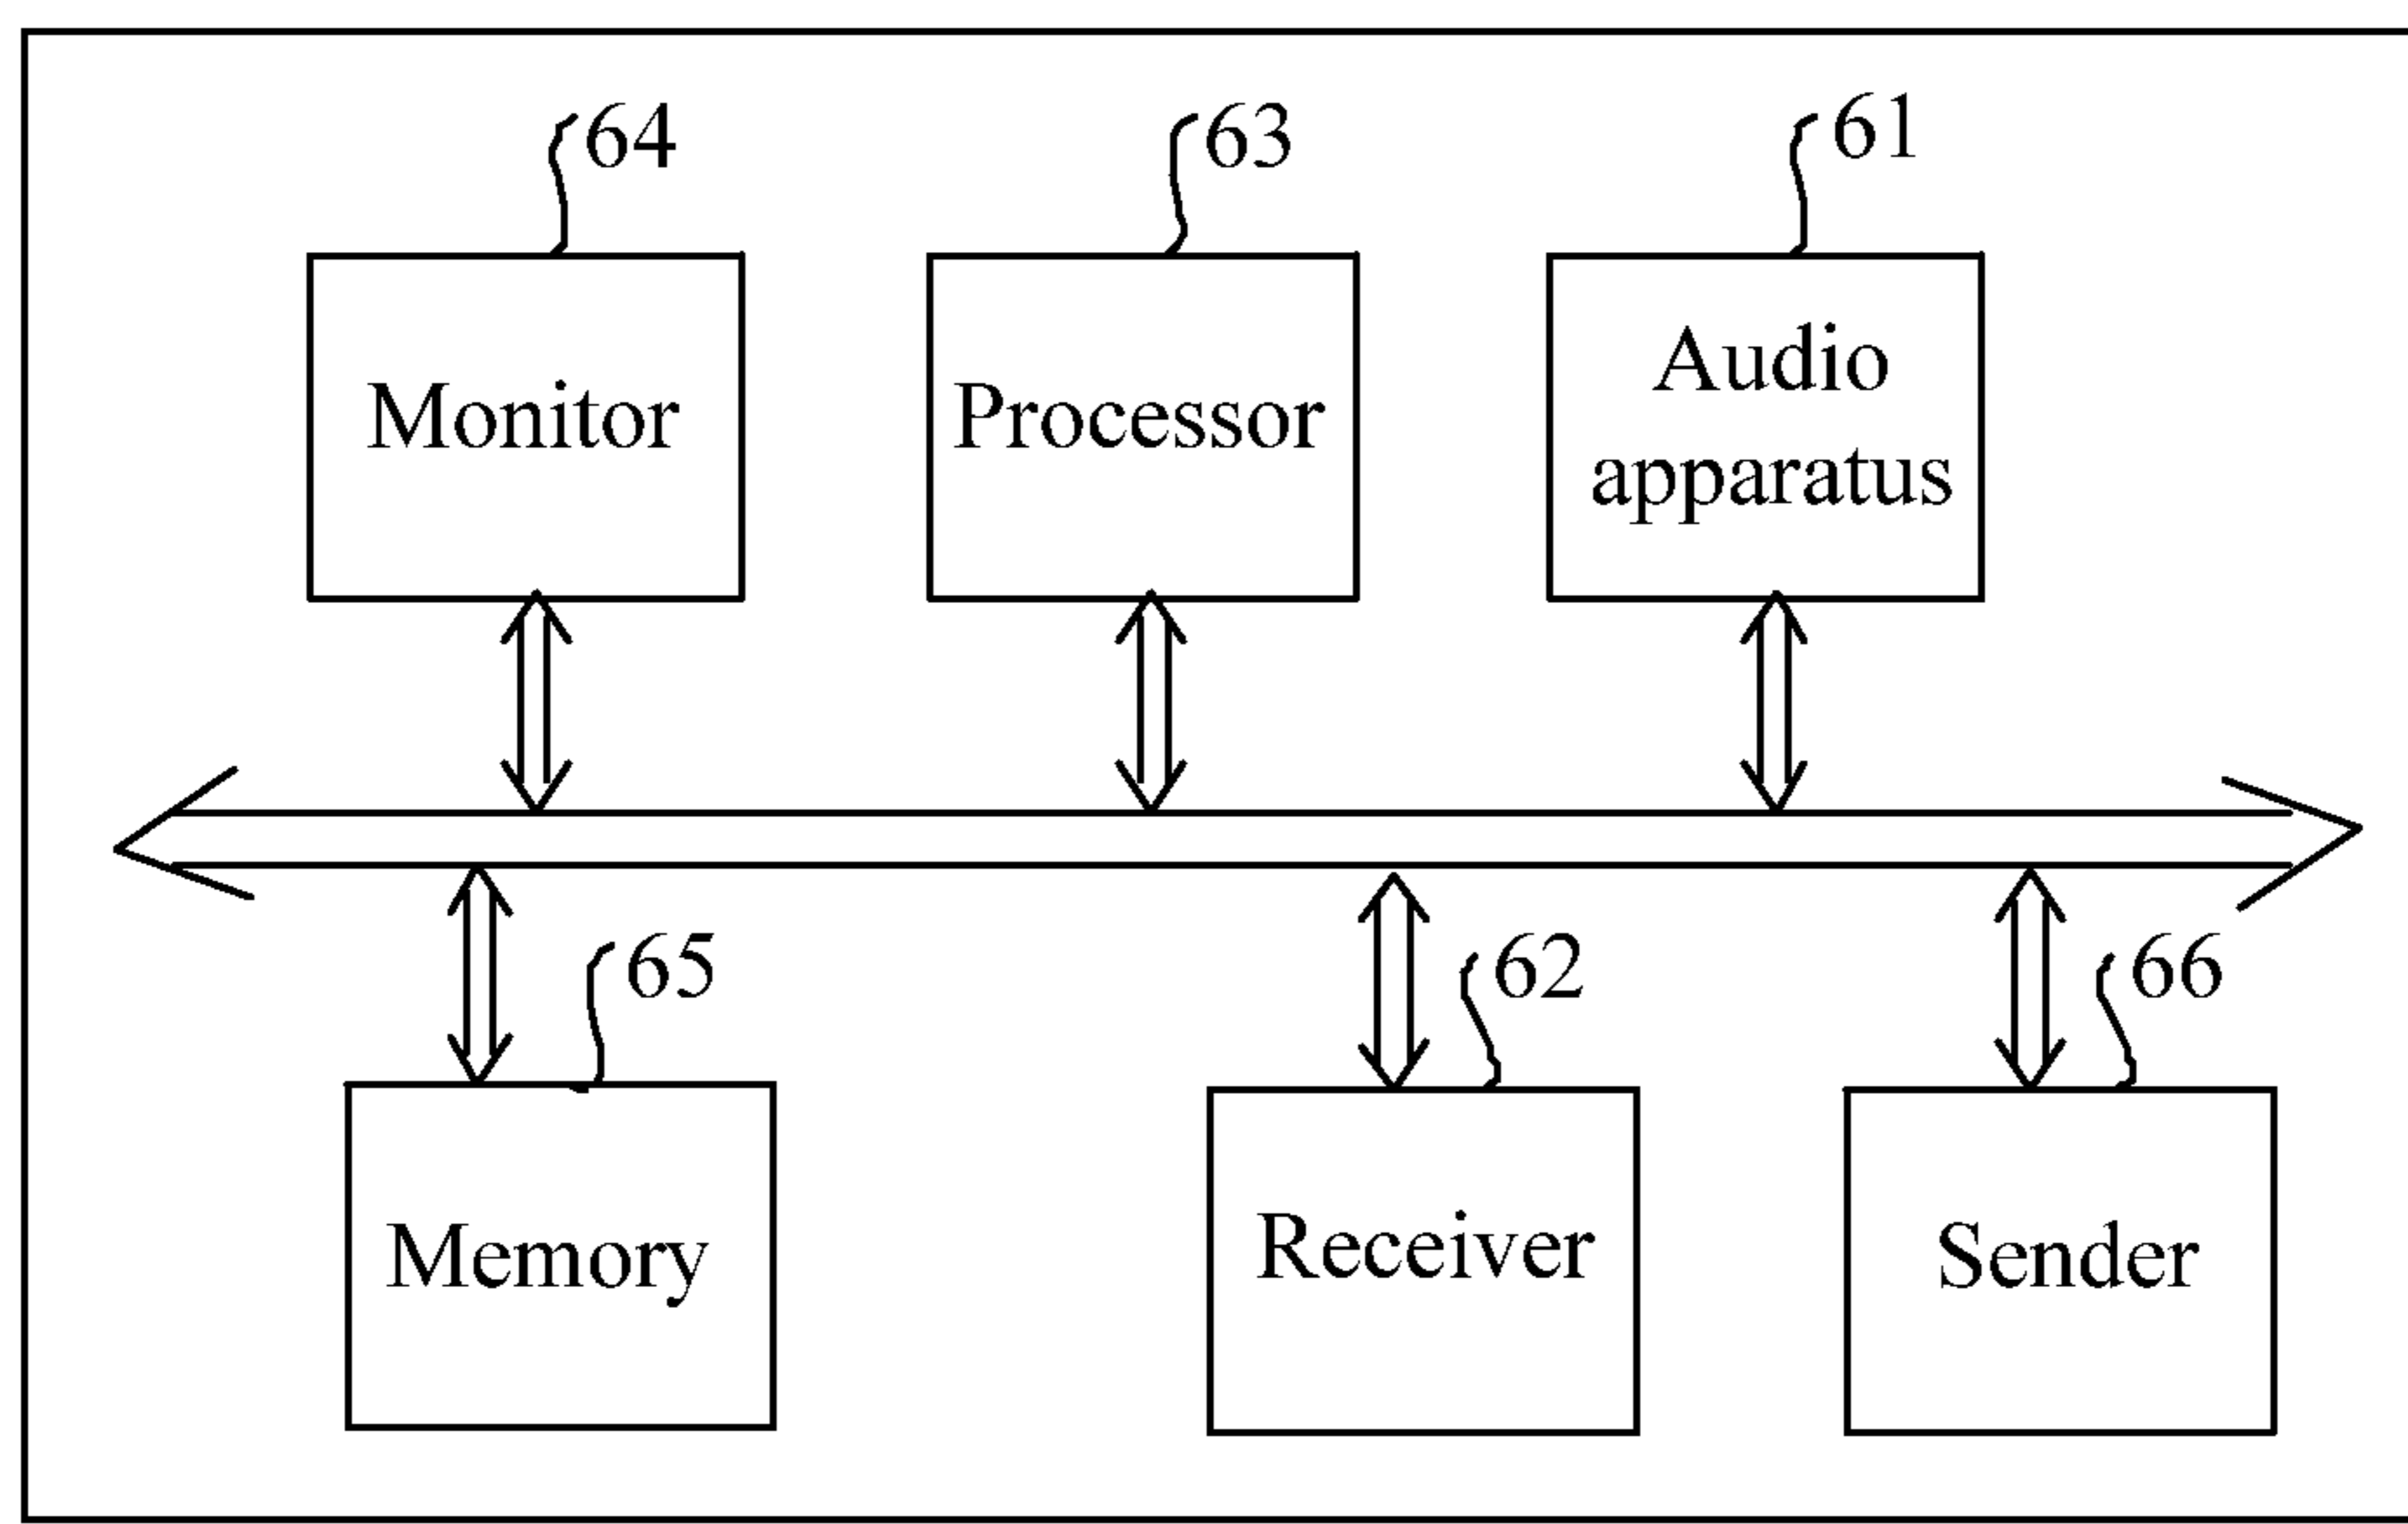 64
63
61
Monitor
Processor
Audio
apparatus
65
62
66
Memory
Receiver
Sender